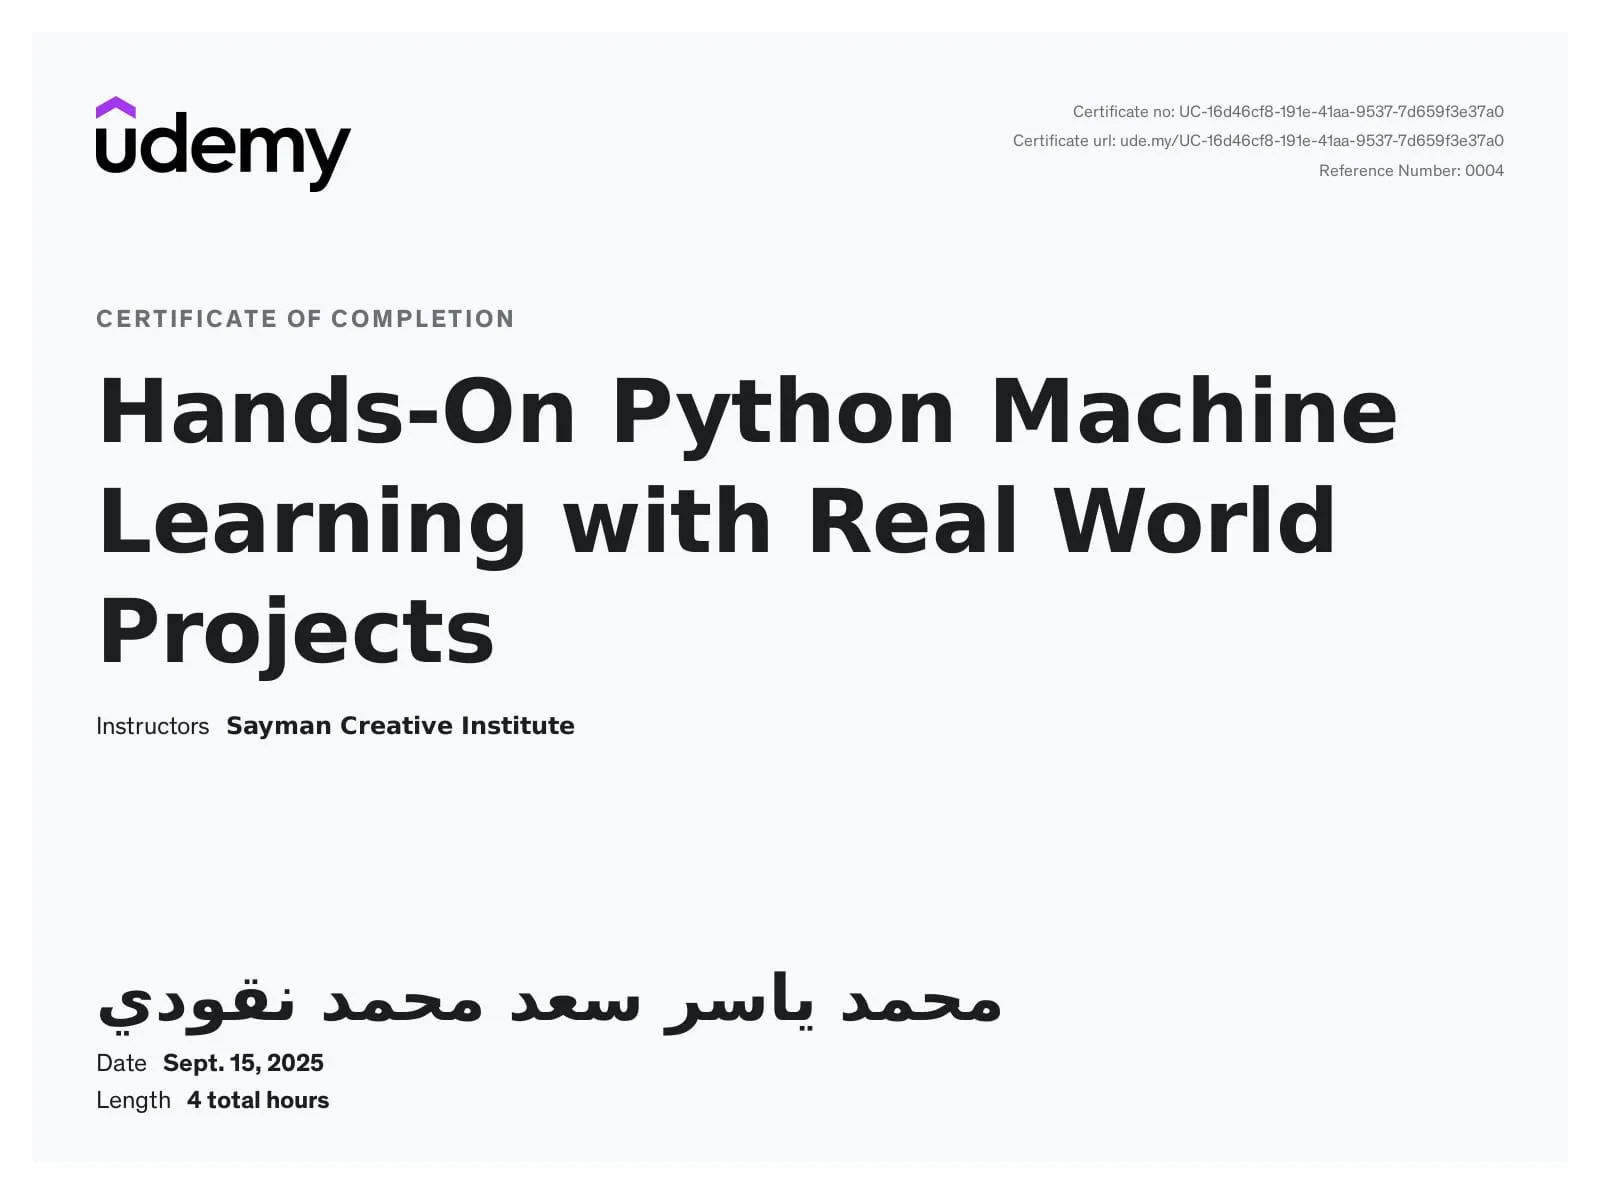 udemy
Certificate no: UC-16d46cf8-191e-41aa-9537-7d659f3e37a0
Certificate url: ude.my/UC-16d46cf8-191e-41aa-9537-7d659f3e37a0
Reference Number: 0004
CERTIFICATE OF COMPLETION
Hands-On Python Machine
Learning with Real World
Projects
Instructors Sayman Creative Institute
محمد ياسر سعد محمد نقودي
Date Sept. 15, 2025
Length 4 total hours